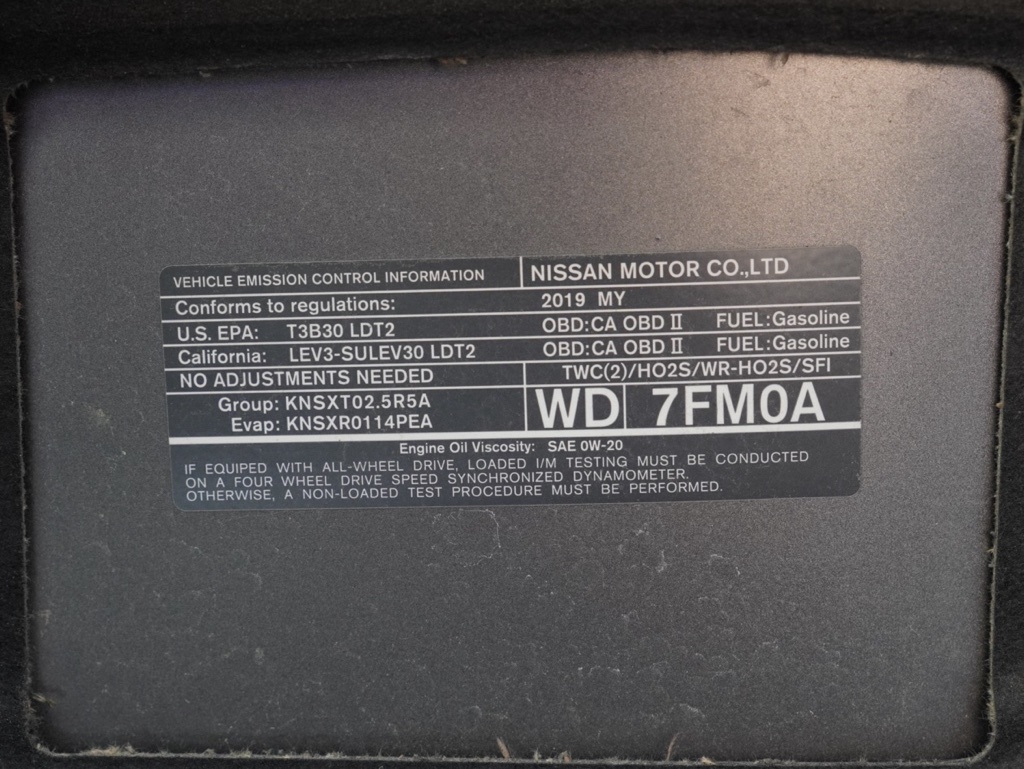 VEHICLE EMISSION CONTROL INFORMATION NISSAN MOTOR CO.,LTD
Conforms to regulations: 2019 MY
U.S. EPA: T3B30 LDT2 OBD:CA OBD II FUEL:Gasoline
California: LEV3-SULEV30 LDT2 OBD:CA OBD II FUEL:Gasoline
NO ADJUSTMENTS NEEDED TWC(2)/HO2S/WR-HO2S/SFI
Group: KNSXT02.5R5A
Evap: KNSXR0114PEA
WD 7FM0A
Engine Oil Viscosity: SAE 0W-20
IF EQUIPED WITH ALL-WHEEL DRIVE, LOADED I/M TESTING MUST BE CONDUCTED
ON A FOUR WHEEL DRIVE SPEED SYNCHRONIZED DYNAMOMETER.
OTHERWISE, A NON-LOADED TEST PROCEDURE MUST BE PERFORMED.